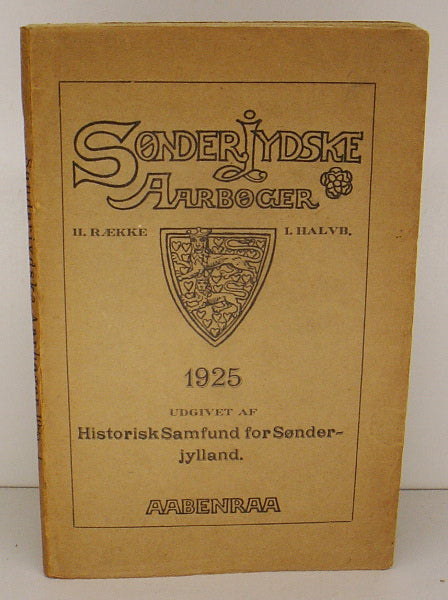 SØNDERJYDSKE
AARBØGER
II. RÆKKE
I. HALVB.
1925
UDGIVET AF
Historisk Samfund for Sønder-
jylland.
AABENRAA